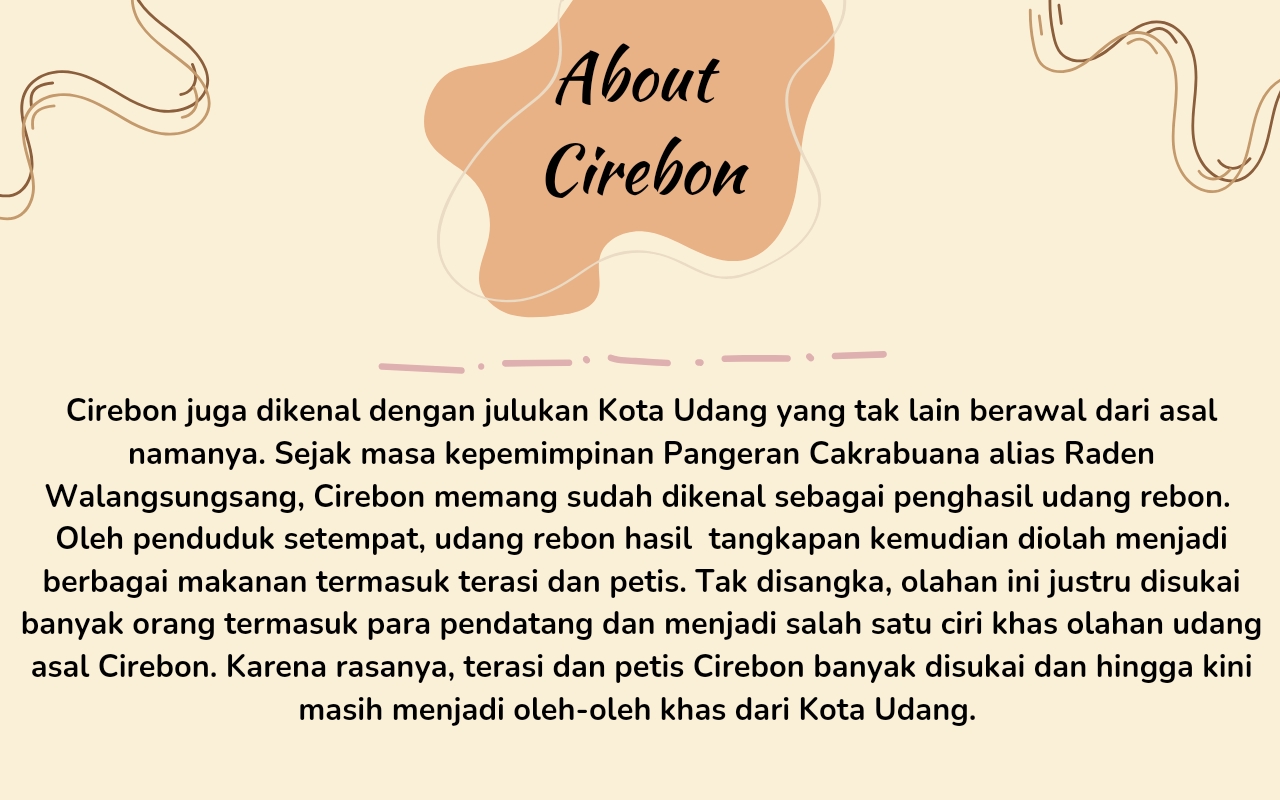 About
Cirebon
Cirebon juga dikenal dengan julukan Kota Udang yang tak lain berawal dari asal
namanya. Sejak masa kepemimpinan Pangeran Cakrabuana alias Raden
Walangsungsang, Cirebon memang sudah dikenal sebagai penghasil udang rebon.
Oleh penduduk setempat, udang rebon hasil  tangkapan kemudian diolah menjadi
berbagai makanan termasuk terasi dan petis. Tak disangka, olahan ini justru disukai
banyak orang termasuk para pendatang dan menjadi salah satu ciri khas olahan udang
asal Cirebon. Karena rasanya, terasi dan petis Cirebon banyak disukai dan hingga kini
masih menjadi oleh-oleh khas dari Kota Udang.